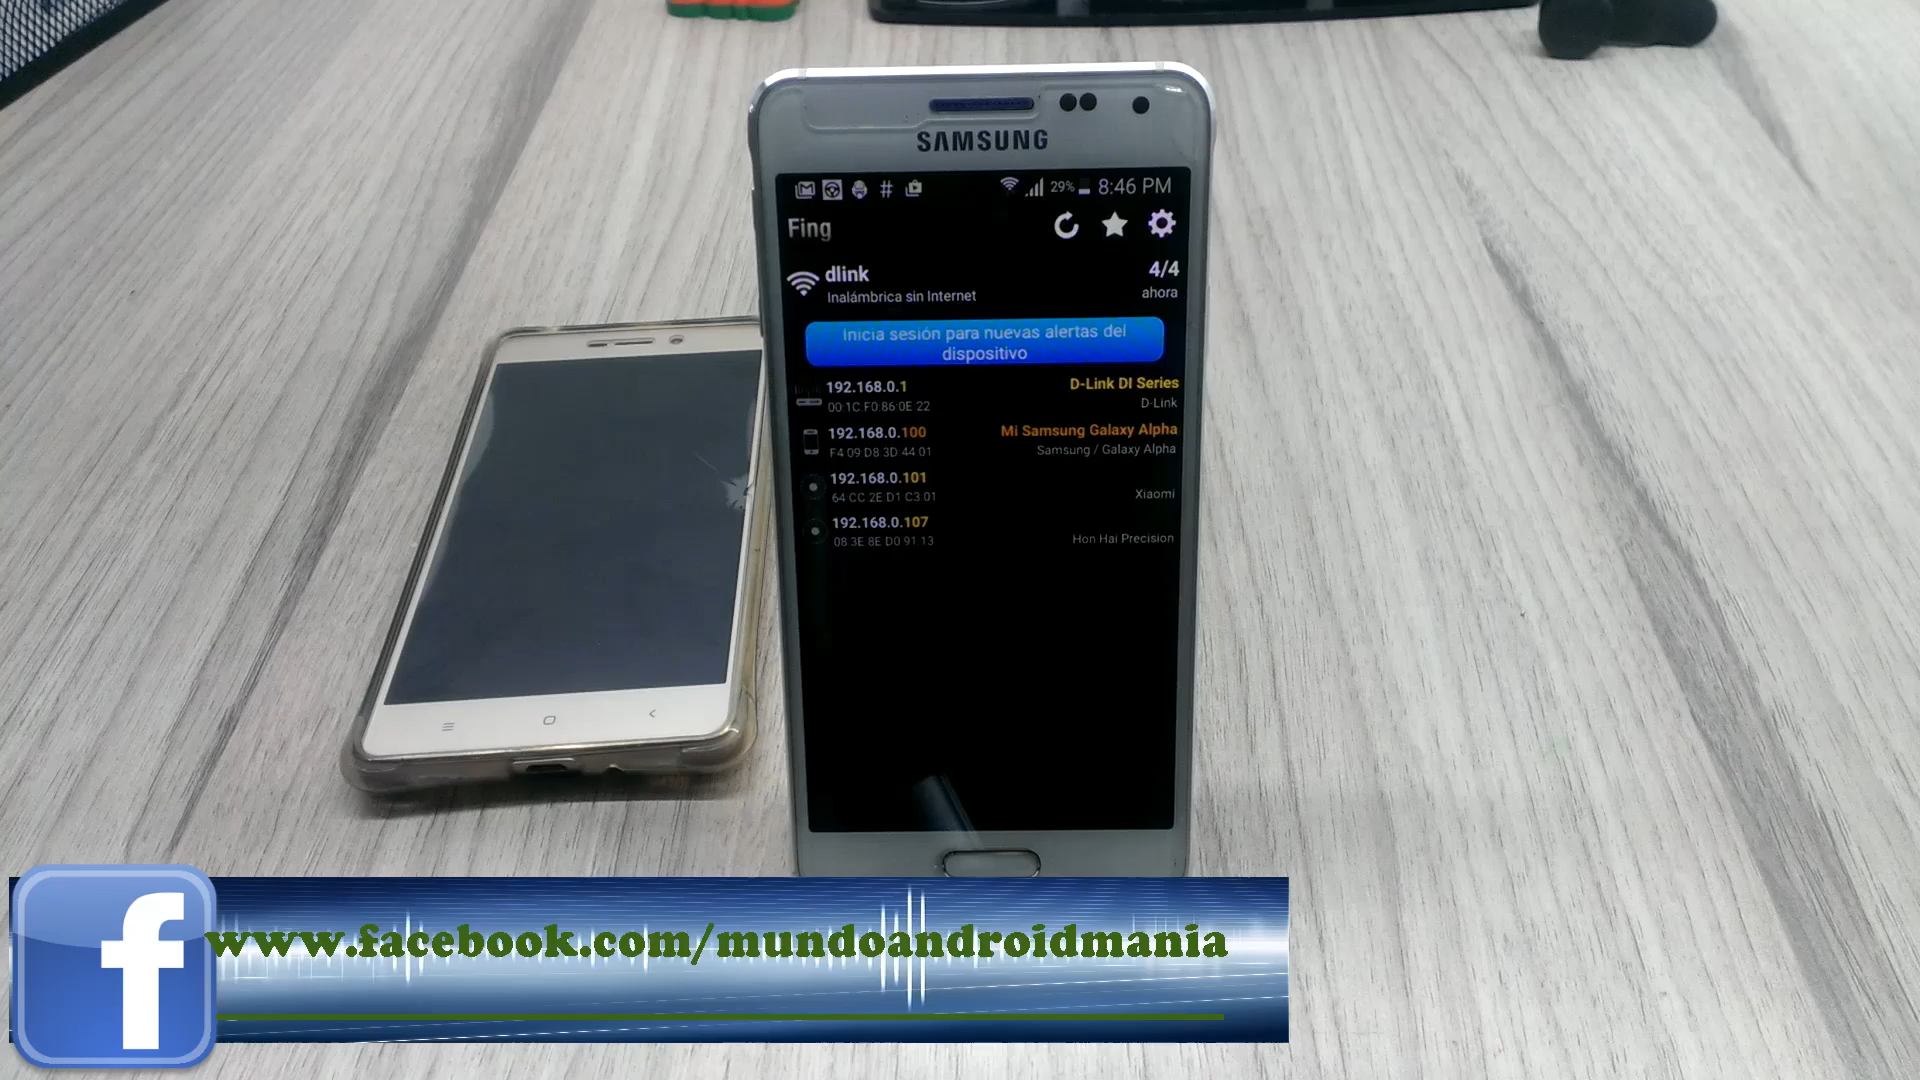 SAMSUNG
# 29% 8:46 PM
Fing
dlink 4/4
Inalámbrica sin Internet ahora
Inicia sesión para nuevas alertas del
dispositivo
192.168.0.1 D-Link DI Series
00:1C:F0:86:0E:22 D-Link
192.168.0.100 Mi Samsung Galaxy Alpha
F4 09 D8 3D 44 01 Samsung / Galaxy Alpha
192.168.0.101
64 CC 2E D1 C3 01 Xiaomi
192.168.0.107
08 3E 8E D0 91 13 Hon Hai Precision
f www.facebook.com/mundoandroidmania